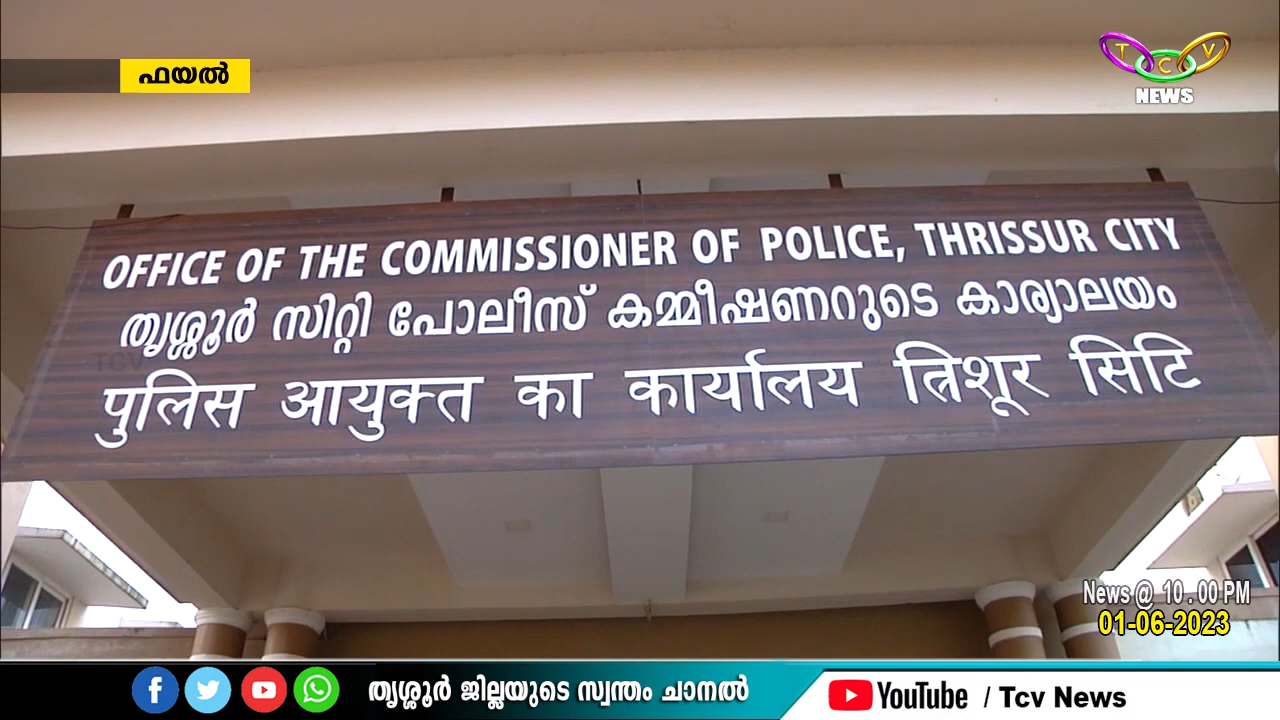 ഫയൽ
T C V
NEWS
OFFICE OF THE COMMISSIONER OF POLICE, THRISSUR CITY
തൃശ്ശൂർ സിറ്റി പോലീസ് കമ്മീഷണറുടെ കാര്യാലയം
पुलिस आयुक्त का कार्यालय त्रिशूर सिटि
News @ 10.00 PM
01-06-2023
തൃശ്ശൂർ ജില്ലയുടെ സ്വന്തം ചാനൽ
YouTube / Tcv News